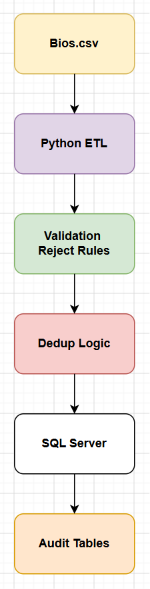 Bios.csv
Python ETL
Validation
Reject Rules
Dedup Logic
SQL Server
Audit Tables